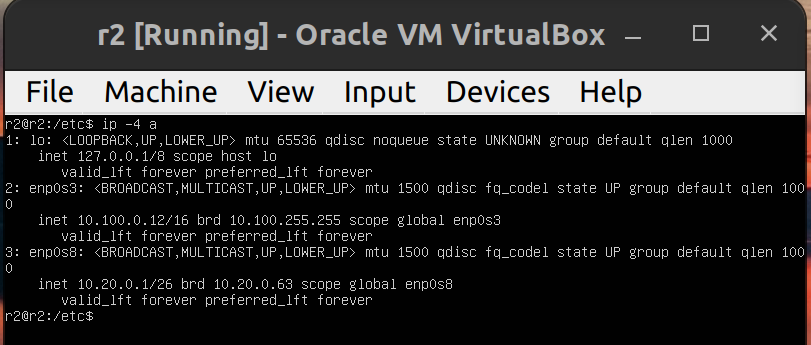 r2 [Running] - Oracle VM VirtualBox
File Machine View Input Devices Help
r2@r2:/etc$ ip -4 a
1: lo: <LOOPBACK,UP,LOWER_UP> mtu 65536 qdisc noqueue state UNKNOWN group default qlen 1000
    inet 127.0.0.1/8 scope host lo
       valid_lft forever preferred_lft forever
2: enp0s3: <BROADCAST,MULTICAST,UP,LOWER_UP> mtu 1500 qdisc fq_codel state UP group default qlen 100
0
    inet 10.100.0.12/16 brd 10.100.255.255 scope global enp0s3
       valid_lft forever preferred_lft forever
3: enp0s8: <BROADCAST,MULTICAST,UP,LOWER_UP> mtu 1500 qdisc fq_codel state UP group default qlen 100
0
    inet 10.20.0.1/26 brd 10.20.0.63 scope global enp0s8
       valid_lft forever preferred_lft forever
r2@r2:/etc$